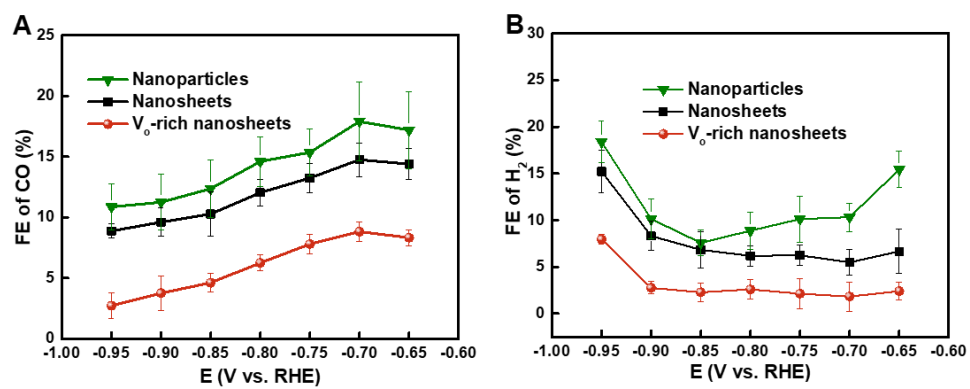 A
25
20
15
10
5
0
FE of CO (%)
Nanoparticles
Nanosheets
Vo-rich nanosheets
-1.00 -0.95 -0.90 -0.85 -0.80 -0.75 -0.70 -0.65 -0.60
E (V vs. RHE)
B
30
25
20
15
10
5
0
FE of H2 (%)
Nanoparticles
Nanosheets
Vo-rich nanosheets
-1.00 -0.95 -0.90 -0.85 -0.80 -0.75 -0.70 -0.65 -0.60
E (V vs. RHE)